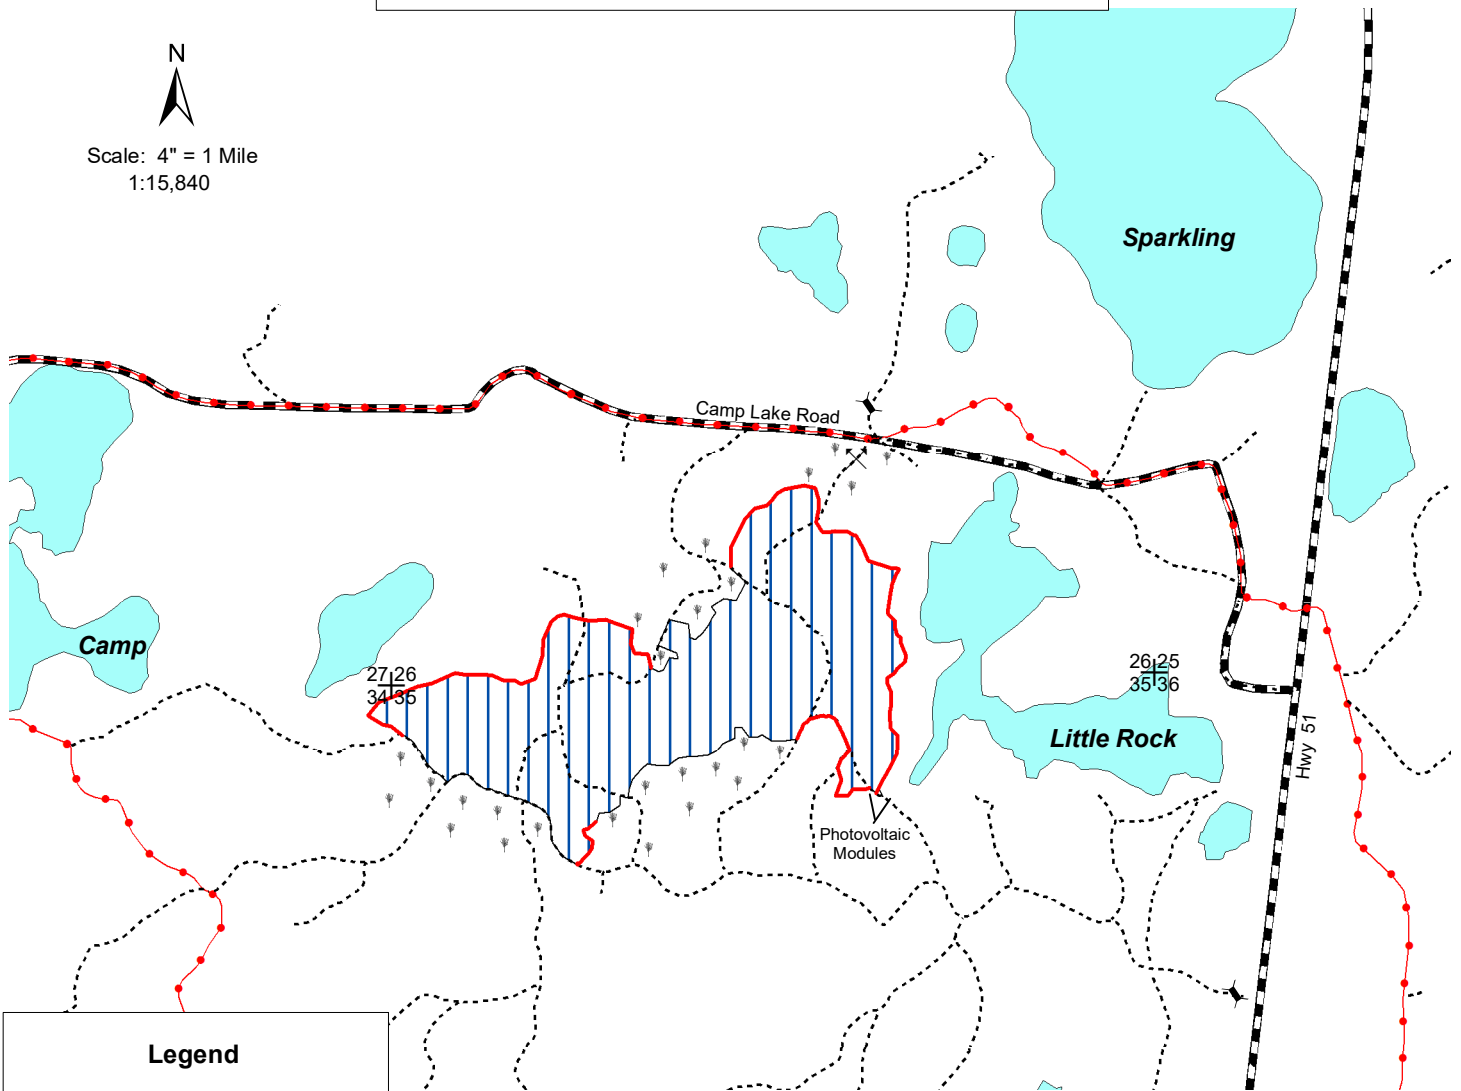 N
Scale: 4" = 1 Mile
1:15,840
Sparkling
Camp Lake Road
Camp
27 26
34 35
26 25
35 36
Little Rock
Hwy 51
Photovoltaic
Modules
Legend